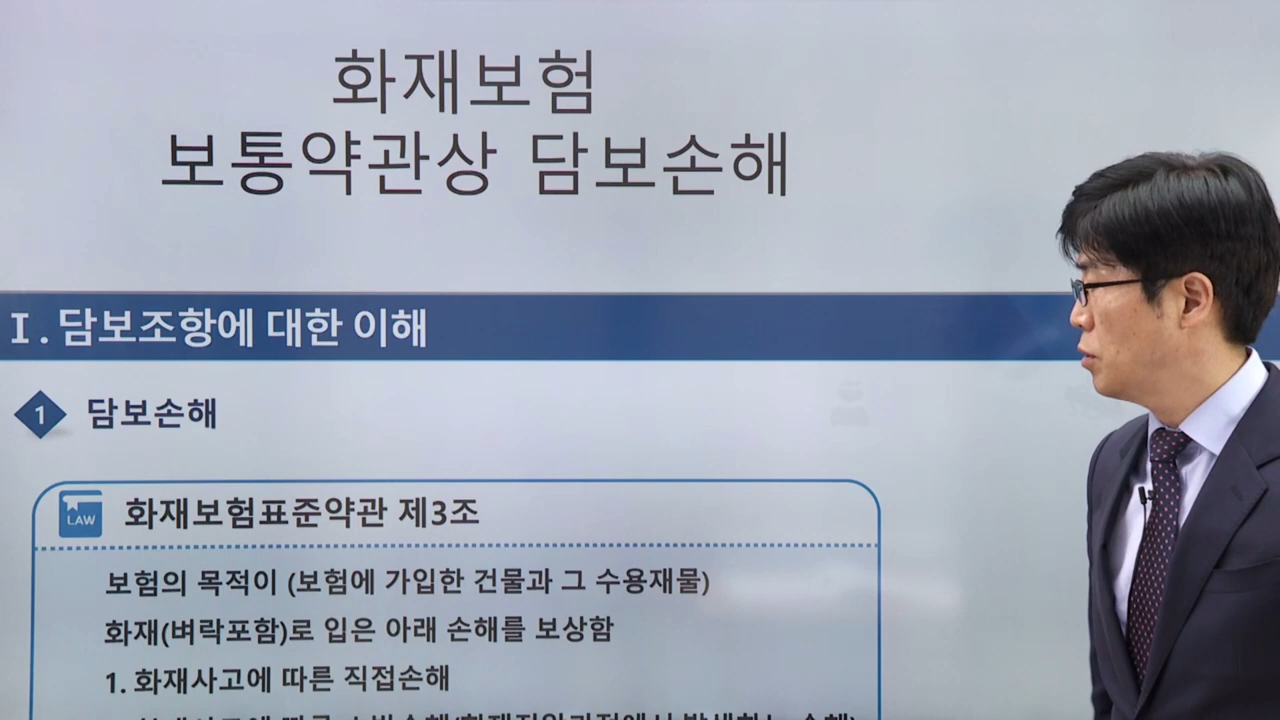 화재보험
보통약관상 담보손해
Ⅰ. 담보조항에 대한 이해
1 담보손해
LAW 화재보험표준약관 제3조
보험의 목적이 (보험에 가입한 건물과 그 수용재물)
화재(벼락포함)로 입은 아래 손해를 보상함
1. 화재사고에 따른 직접손해